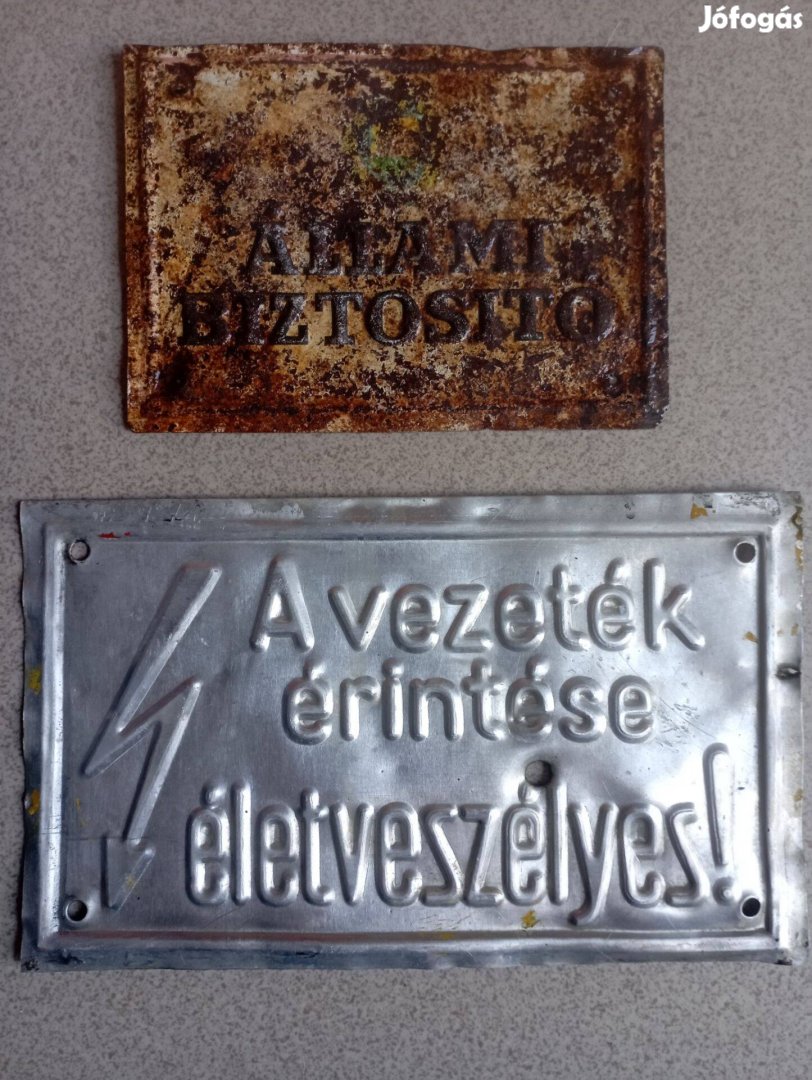 Jófogás
ÁLLAMI
BIZTOSÍTÓ
A vezeték
érintése
életveszélyes!